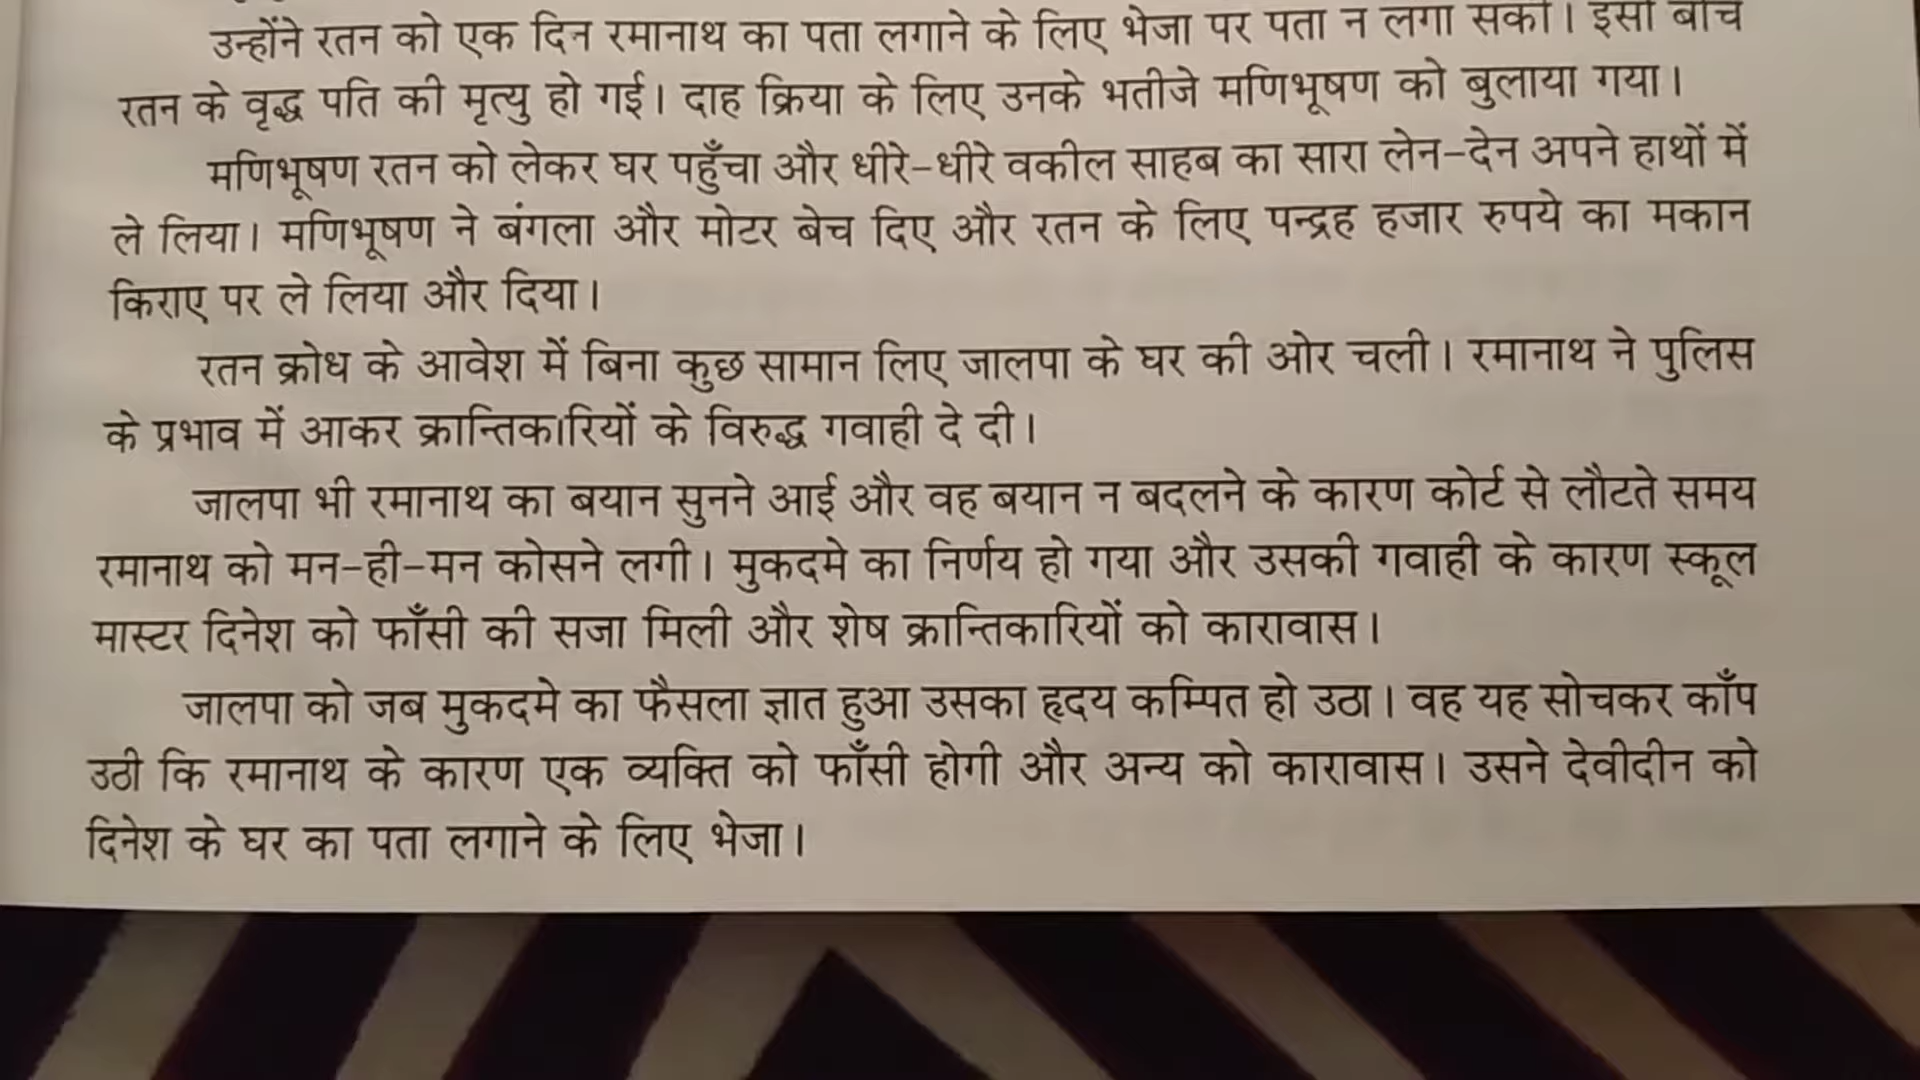 उन्होंने रतन को एक दिन रमानाथ का पता लगाने के लिए भेजा पर पता न लगा सकी। इसी बीच
रतन के वृद्ध पति की मृत्यु हो गई। दाह क्रिया के लिए उनके भतीजे मणिभूषण को बुलाया गया।
मणिभूषण रतन को लेकर घर पहुँचा और धीरे-धीरे वकील साहब का सारा लेन-देन अपने हाथों में
ले लिया। मणिभूषण ने बंगला और मोटर बेच दिए और रतन के लिए पन्द्रह हजार रुपये का मकान
किराए पर ले लिया और दिया।
रतन क्रोध के आवेश में बिना कुछ सामान लिए जालपा के घर की ओर चली। रमानाथ ने पुलिस
के प्रभाव में आकर क्रान्तिकारियों के विरुद्ध गवाही दे दी।
जालपा भी रमानाथ का बयान सुनने आई और वह बयान न बदलने के कारण कोर्ट से लौटते समय
रमानाथ को मन-ही-मन कोसने लगी। मुकदमे का निर्णय हो गया और उसकी गवाही के कारण स्कूल
मास्टर दिनेश को फाँसी की सजा मिली और शेष क्रान्तिकारियों को कारावास।
जालपा को जब मुकदमे का फैसला ज्ञात हुआ उसका हृदय कम्पित हो उठा। वह यह सोचकर काँप
उठी कि रमानाथ के कारण एक व्यक्ति को फाँसी होगी और अन्य को कारावास। उसने देवीदीन को
दिनेश के घर का पता लगाने के लिए भेजा।